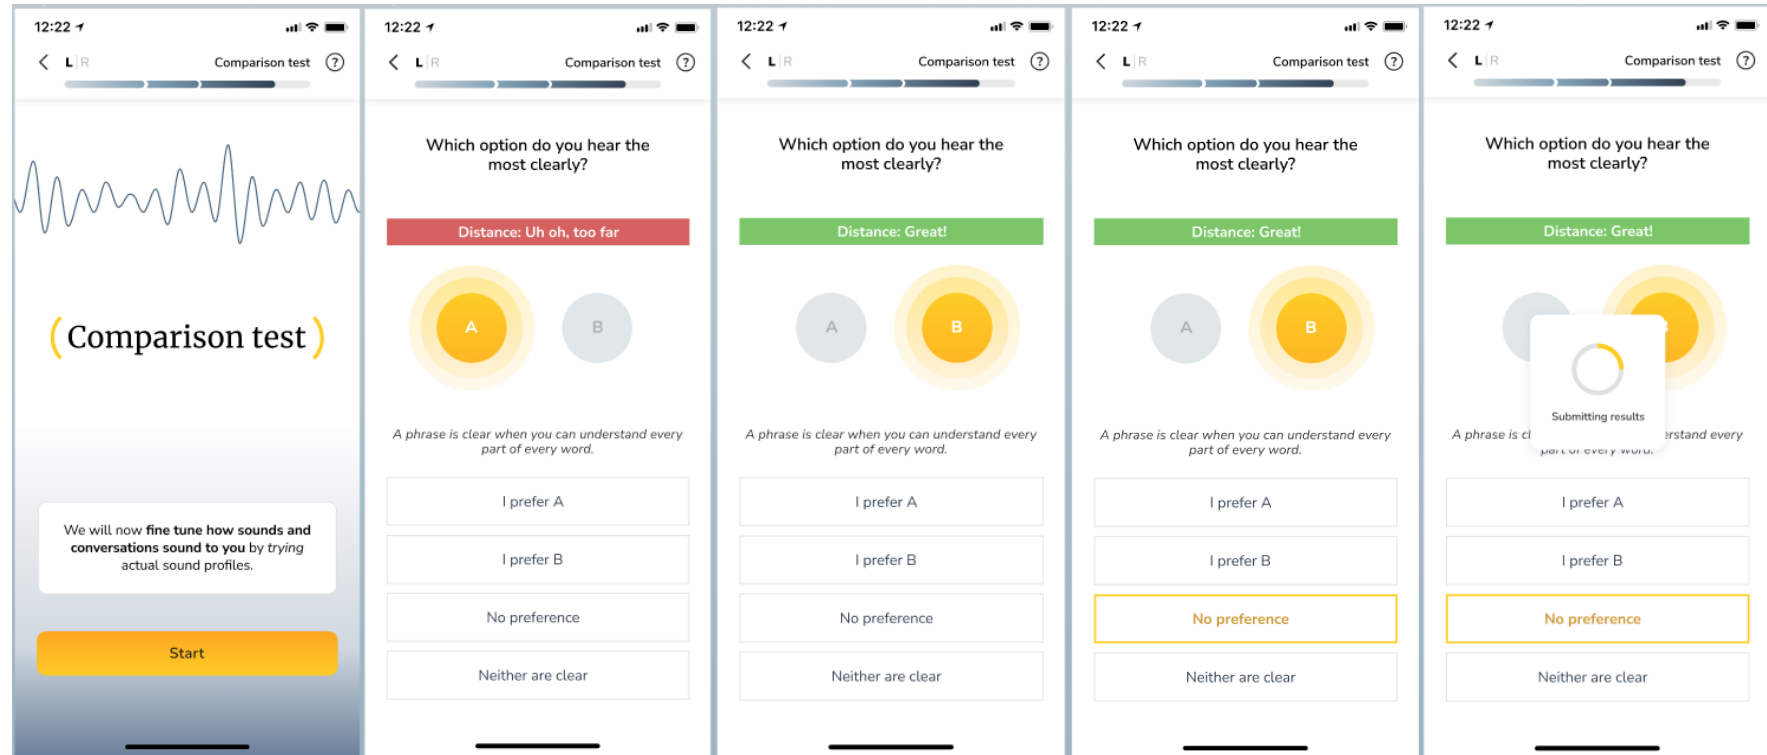 12:22
L R
Comparison test ?
Comparison test
We will now fine tune how sounds and
conversations sound to you by trying
actual sound profiles.
Start
12:22
L R
Comparison test ?
Which option do you hear the
most clearly?
Distance: Uh oh, too far
A B
A phrase is clear when you can understand every
part of every word.
I prefer A
I prefer B
No preference
Neither are clear
12:22
L R
Comparison test ?
Which option do you hear the
most clearly?
Distance: Great!
A B
A phrase is clear when you can understand every
part of every word.
I prefer A
I prefer B
No preference
Neither are clear
12:22
L R
Comparison test ?
Which option do you hear the
most clearly?
Distance: Great!
A B
A phrase is clear when you can understand every
part of every word.
I prefer A
I prefer B
No preference
Neither are clear
12:22
L R
Comparison test ?
Which option do you hear the
most clearly?
Distance: Great!
Submitting results
A phrase is every
part of every word.
I prefer A
I prefer B
No preference
Neither are clear